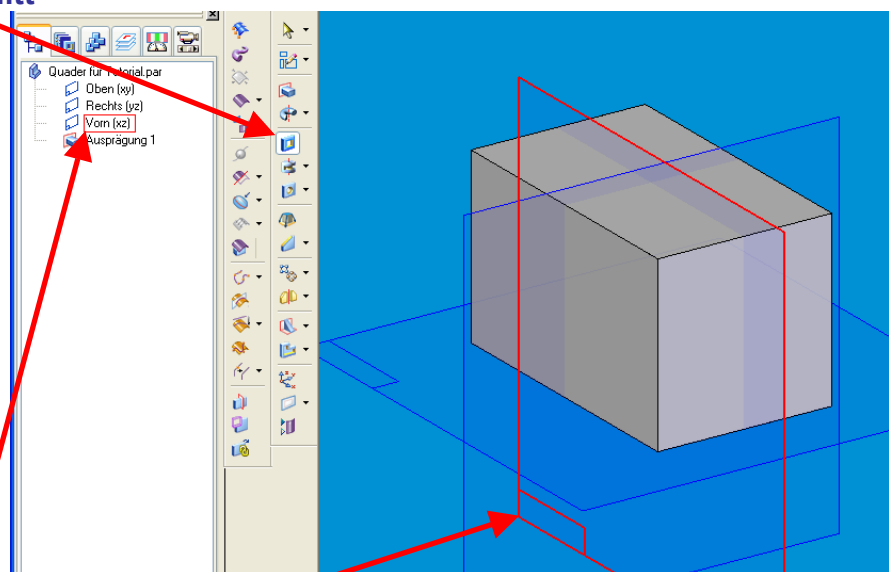 Quader für Tutorial.par
Oben (xy)
Rechts (yz)
Vorn (xz)
Ausprägung 1